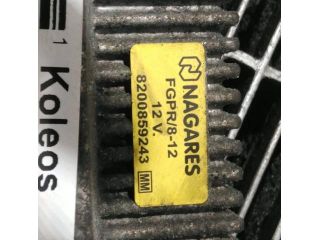 1
Koleos
NAGARES
FGPR/8-12
12 V.
8200859243
MM